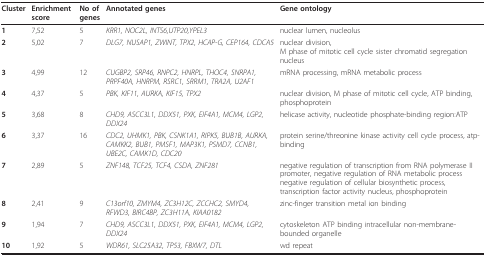 Cluster Enrichment score No of genes Annotated genes Gene ontology
1 7,52 5 KRR1, NOC2L, INTS6,UTP20,YPEL3 nuclear lumen, nucleolus
2 5,02 7 DLG7, NUSAP1, ZWINT, TPX2, HCAP-G, CEP164, CDCA5 nuclear division,
M phase of mitotic cell cycle sister chromatid segregation
nucleus
3 4,99 12 CUGBP2, SRP46, RNPC2, HNRPL, THOC4, SNRPA1, mRNA processing, mRNA metabolic process
PRPF40A, HNRPM, RSRC1, SRRM1, TRA2A, U2AF1
4 4,37 5 PBK, KIF11, AURKA, KIF15, TPX2 nuclear division, M phase of mitotic cell cycle, ATP binding,
phosphoprotein
5 3,68 8 CHD9, ASCC3L1, DDX51, PXK, EIF4A1, MCM4, LGP2, helicase activity, nucleotide phosphate-binding region:ATP
DDX24
6 3,37 16 CDC2, UHMK1, PBK, CSNK1A1, RIPK5, BUB1B, AURKA, protein serine/threonine kinase activity cell cycle process, atp-
CAMKK2, BUB1, PMSF1, MAP3K1, PSMD7, CCNB1, binding
UBE2C, CAMK1D, CDC20
7 2,89 5 ZNF148, TCF25, TCF4, CSDA, ZNF281 negative regulation of transcription from RNA polymerase II
promoter, negative regulation of RNA metabolic process
negative regulation of cellular biosynthetic process,
transcription factor activity nucleus, phosphoprotein
8 2,41 9 C13orf10, ZMYM4, ZC3H12C, ZCCHC2, SMYD4, zinc-finger transition metal ion binding
RFWD3, BIRC4BP, ZC3H11A, KIAA0182
9 1,94 7 CHD9, ASCC3L1, DDX51, PXK, EIF4A1, MCM4, LGP2, cytoskeleton ATP binding intracellular non-membrane-
DDX24 bounded organelle
10 1,92 5 WDR61, SLC25A32, TP53, FBXW7, DTL wd repeat